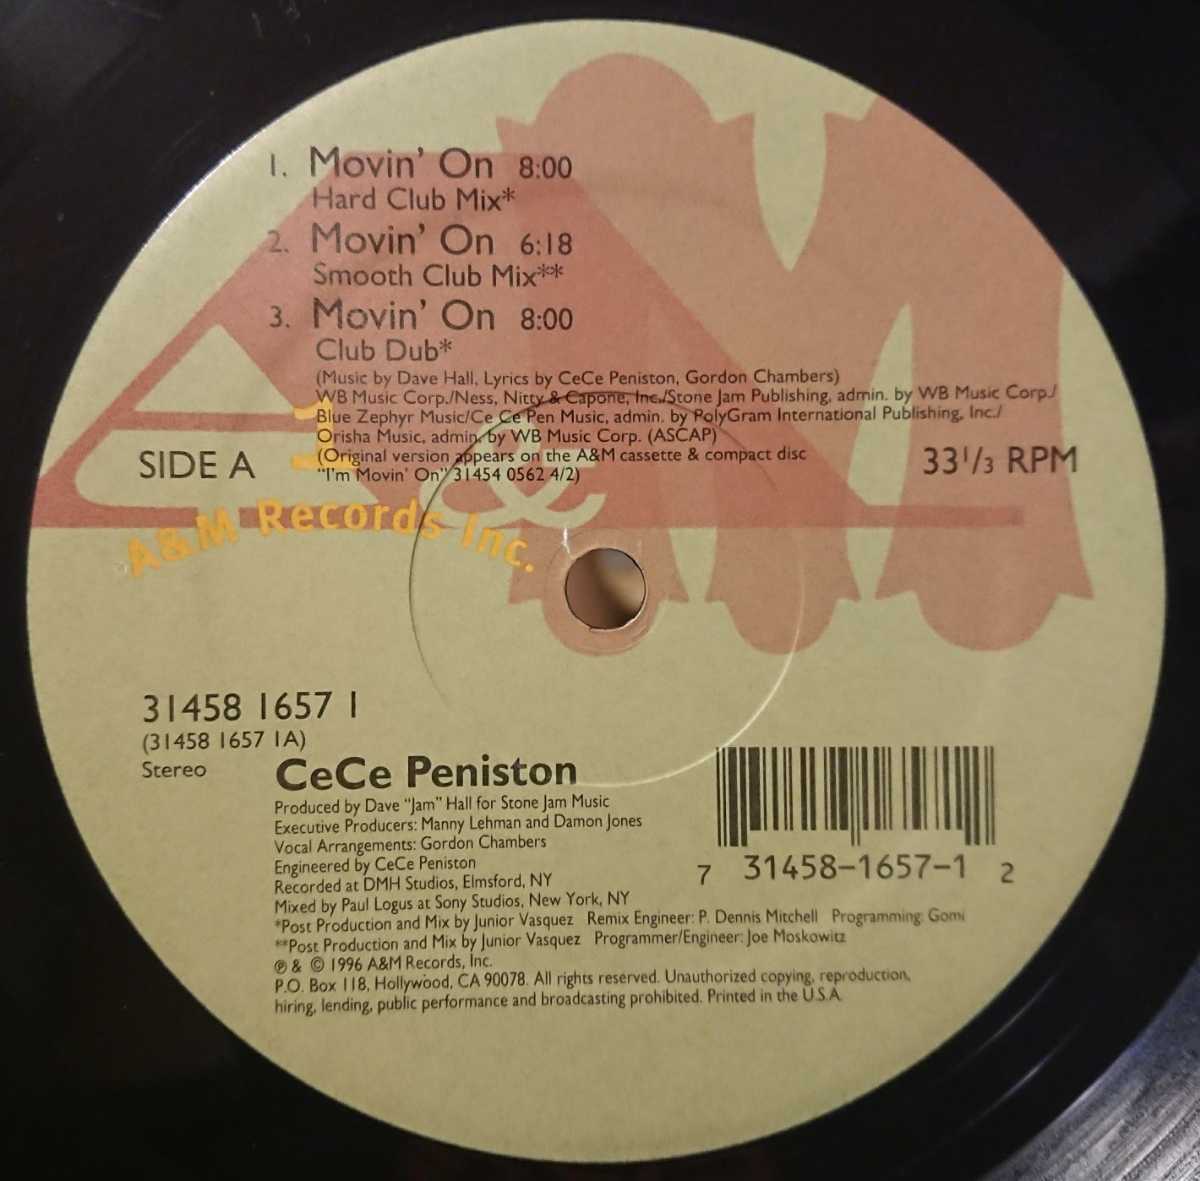 1. Movin' On 8:00
Hard Club Mix*
2. Movin' On 6:18
Smooth Club Mix**
3. Movin' On 8:00
Club Dub*
(Music by Dave Hall, Lyrics by CeCe Peniston, Gordon Chambers)
WB Music Corp./Ness, Nitty & Capone, Inc./Stone Jam Publishing, admin. by WB Music Corp./
Blue Zephyr Music/Ce Ce Pen Music, admin. by PolyGram International Publishing, Inc./
Orisha Music, admin. by WB Music Corp. (ASCAP)
(Original version appears on the A&M cassette & compact disc
"I'm Movin' On" 31454 0562 4/2)
SIDE A
33 1/3 RPM
A&M
A&M Records Inc.
31458 1657 1
(31458 1657 1A)
Stereo
CeCe Peniston
Produced by Dave "Jam" Hall for Stone Jam Music
Executive Producers: Manny Lehman and Damon Jones
Vocal Arrangements: Gordon Chambers
Engineered by CeCe Peniston
Recorded at DMH Studios, Elmsford, NY
Mixed by Paul Logus at Sony Studios, New York, NY
*Post Production and Mix by Junior Vasquez Remix Engineer: P. Dennis Mitchell Programming: Gomi
**Post Production and Mix by Junior Vasquez Programmer/Engineer: Joe Moskowitz
℗ & © 1996 A&M Records, Inc.
P.O. Box 118, Hollywood, CA 90078. All rights reserved. Unauthorized copying, reproduction,
hiring, lending, public performance and broadcasting prohibited. Printed in the U.S.A.
7 31458-1657-1 2